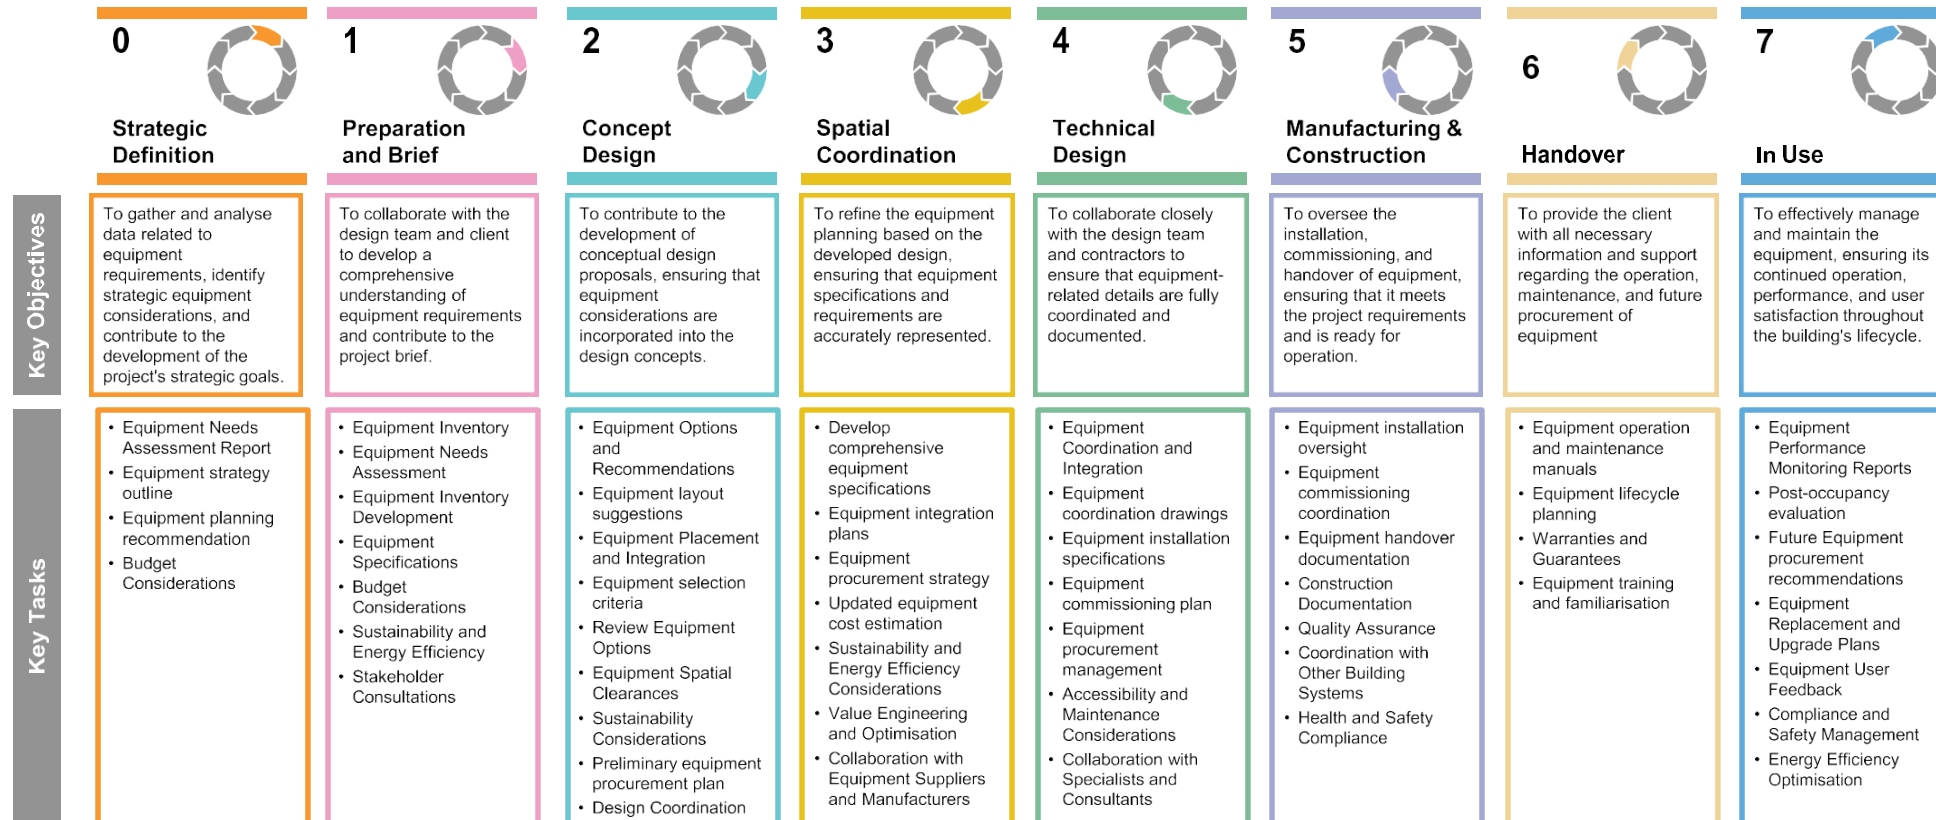 0
Strategic
Definition
1
Preparation
and Brief
2
Concept
Design
3
Spatial
Coordination
4
Technical
Design
5
Manufacturing &
Construction
6
Handover
7
In Use
Key Objectives
To gather and analyse
data related to
equipment
requirements, identify
strategic equipment
considerations, and
contribute to the
development of the
project's strategic goals.
To collaborate with the
design team and client
to develop a
comprehensive
understanding of
equipment requirements
and contribute to the
project brief.
To contribute to the
development of
conceptual design
proposals, ensuring that
equipment
considerations are
incorporated into the
design concepts.
To refine the equipment
planning based on the
developed design,
ensuring that equipment
specifications and
requirements are
accurately represented.
To collaborate closely
with the design team
and contractors to
ensure that equipment-
related details are fully
coordinated and
documented.
To oversee the
installation,
commissioning, and
handover of equipment,
ensuring that it meets
the project requirements
and is ready for
operation.
To provide the client
with all necessary
information and support
regarding the operation,
maintenance, and future
procurement of
equipment
To effectively manage
and maintain the
equipment, ensuring its
continued operation,
performance, and user
satisfaction throughout
the building's lifecycle.
Key Tasks
• Equipment Needs
Assessment Report
• Equipment strategy
outline
• Equipment planning
recommendation
• Budget
Considerations
• Equipment Inventory
• Equipment Needs
Assessment
• Equipment Inventory
Development
• Equipment
Specifications
• Budget
Considerations
• Sustainability and
Energy Efficiency
• Stakeholder
Consultations
• Equipment Options
and
Recommendations
• Equipment layout
suggestions
• Equipment Placement
and Integration
• Equipment selection
criteria
• Review Equipment
Options
• Equipment Spatial
Clearances
• Sustainability
Considerations
• Preliminary equipment
procurement plan
• Design Coordination
• Develop
comprehensive
equipment
specifications
• Equipment integration
plans
• Equipment
procurement strategy
• Updated equipment
cost estimation
• Sustainability and
Energy Efficiency
Considerations
• Value Engineering
and Optimisation
• Collaboration with
Equipment Suppliers
and Manufacturers
• Equipment
Coordination and
Integration
• Equipment
coordination drawings
• Equipment installation
specifications
• Equipment
commissioning plan
• Equipment
procurement
management
• Accessibility and
Maintenance
Considerations
• Collaboration with
Specialists and
Consultants
• Equipment installation
oversight
• Equipment
commissioning
coordination
• Equipment handover
documentation
• Construction
Documentation
• Quality Assurance
• Coordination with
Other Building
Systems
• Health and Safety
Compliance
• Equipment operation
and maintenance
manuals
• Equipment lifecycle
planning
• Warranties and
Guarantees
• Equipment training
and familiarisation
• Equipment
Performance
Monitoring Reports
• Post-occupancy
evaluation
• Future Equipment
procurement
recommendations
• Equipment
Replacement and
Upgrade Plans
• Equipment User
Feedback
• Compliance and
Safety Management
• Energy Efficiency
Optimisation